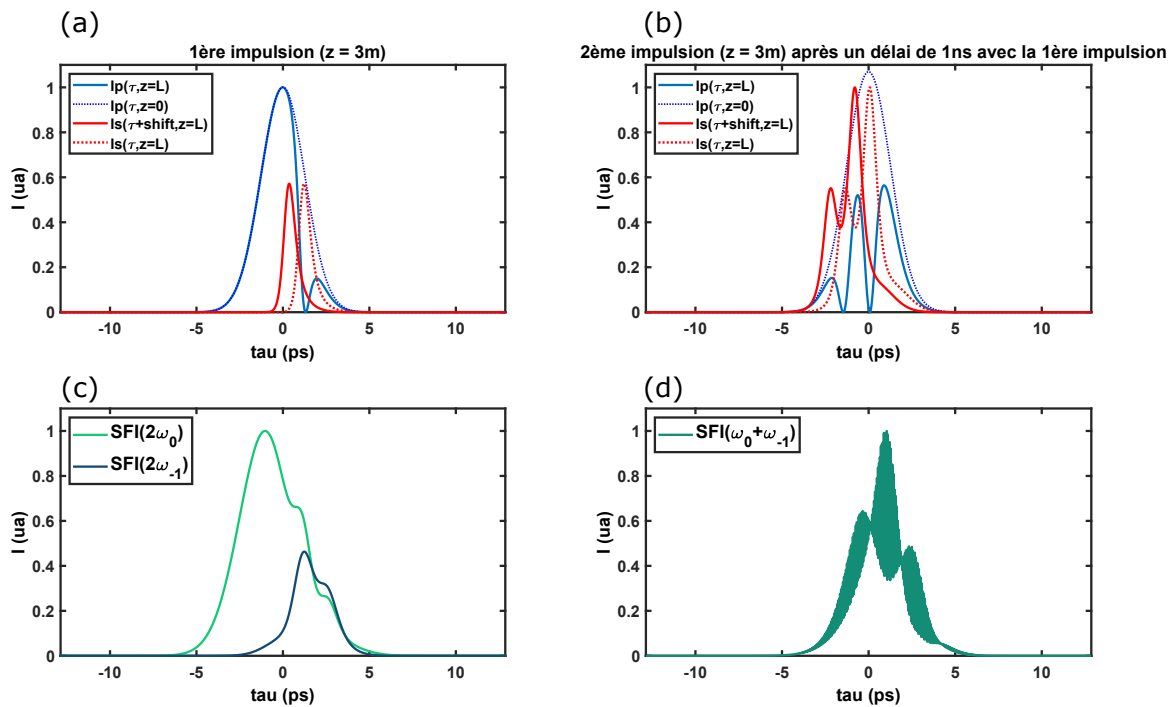 (a)
1ère impulsion (z = 3m)
Ip(τ,z=L)
Ip(τ,z=0)
Is(τ+shift,z=L)
Is(τ,z=L)
I (ua)
1
0.8
0.6
0.4
0.2
0
-10
-5
0
5
10
tau (ps)
(b)
2ème impulsion (z = 3m) après un délai de 1ns avec la 1ère impulsion
Ip(τ,z=L)
Ip(τ,z=0)
Is(τ+shift,z=L)
Is(τ,z=L)
I (ua)
1
0.8
0.6
0.4
0.2
0
-10
-5
0
5
10
tau (ps)
(c)
SFI(2ω_0)
SFI(2ω_-1)
I (ua)
1
0.8
0.6
0.4
0.2
0
-10
-5
0
5
10
tau (ps)
(d)
SFI(ω_0+ω_-1)
I (ua)
1
0.8
0.6
0.4
0.2
0
-10
-5
0
5
10
tau (ps)